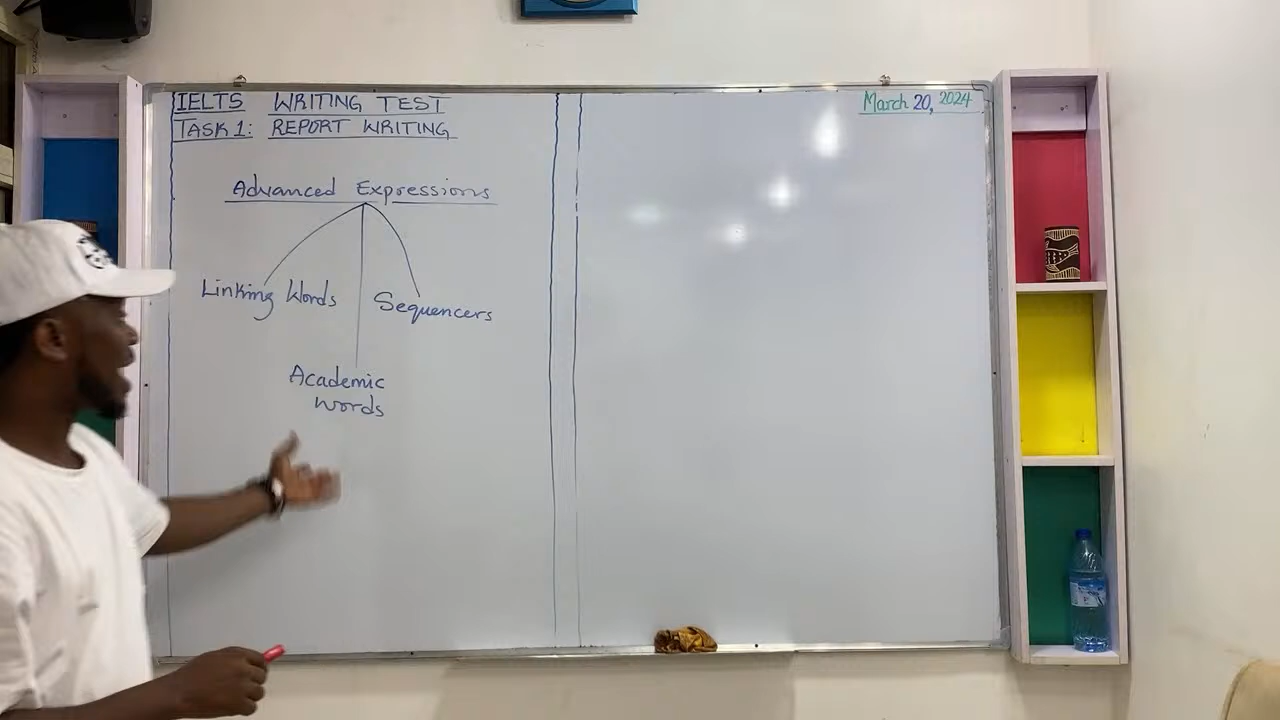 IELTS WRITING TEST
TASK 1: REPORT WRITING
March 20, 2024
Advanced Expressions
Linking Words
Sequencers
Academic
words